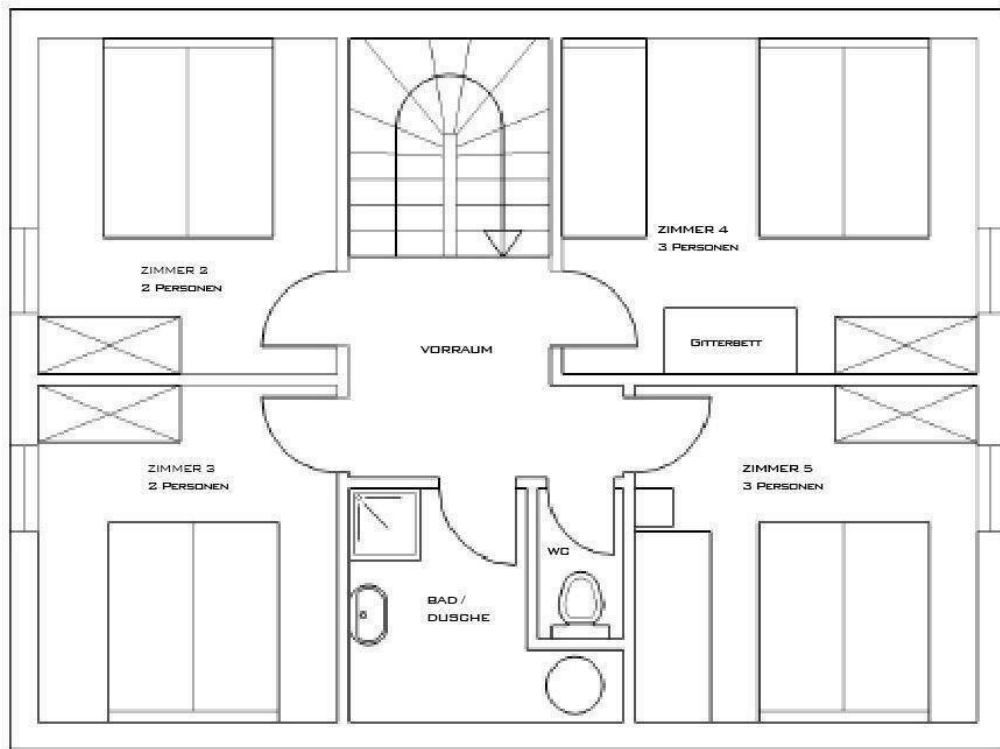 ZIMMER 2
2 PERSONEN
ZIMMER 4
3 PERSONEN
VORRAUM
GITTERBETT
ZIMMER 3
2 PERSONEN
ZIMMER 5
3 PERSONEN
WC
BAD /
DUSCHE